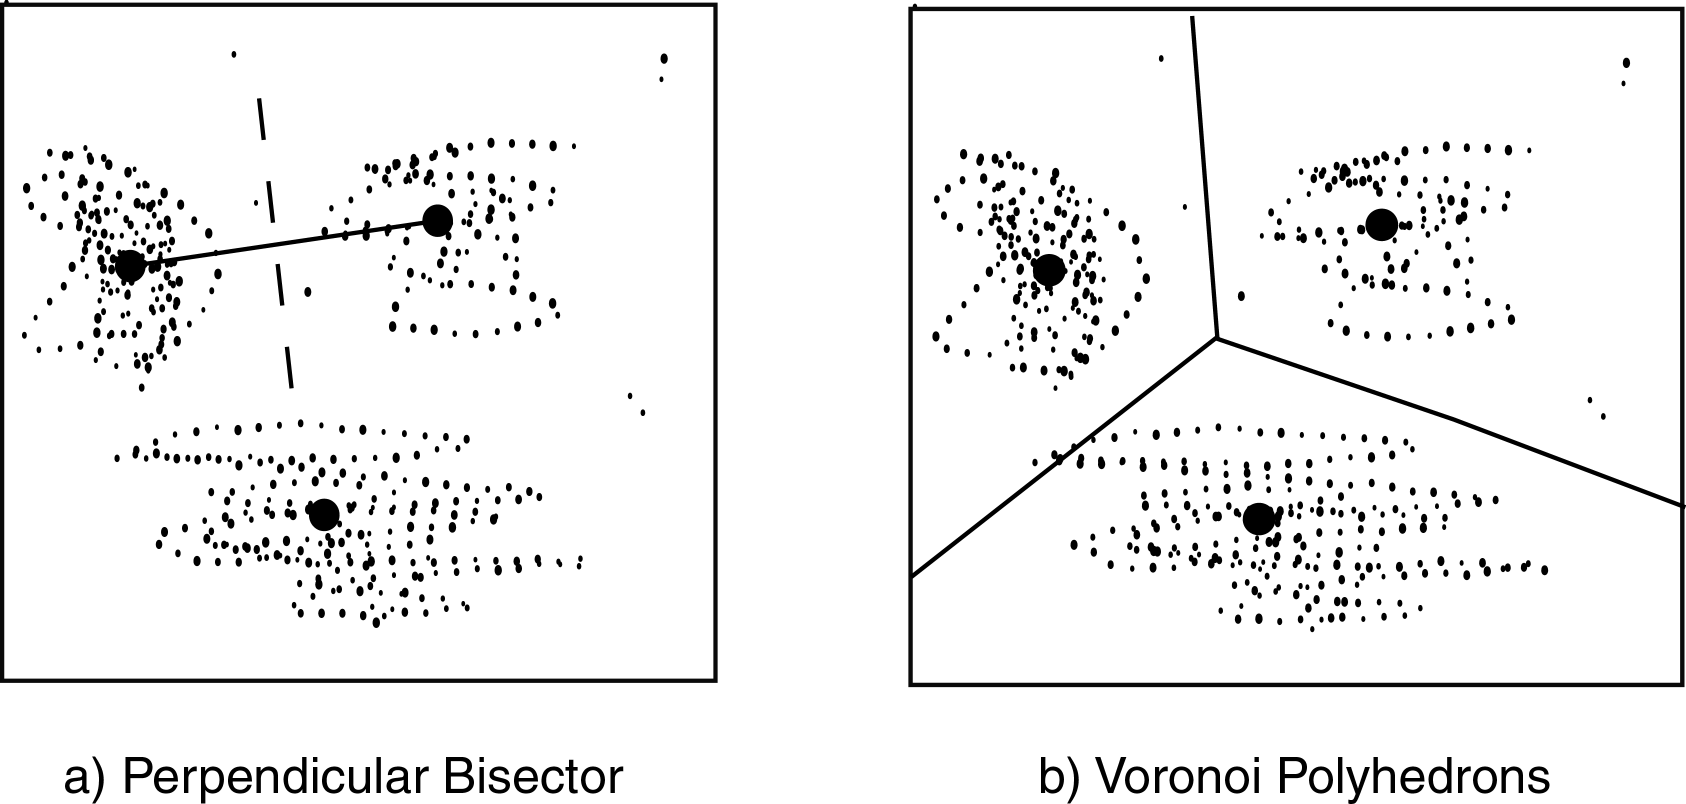 a) Perpendicular Bisector
b) Voronoi Polyhedrons